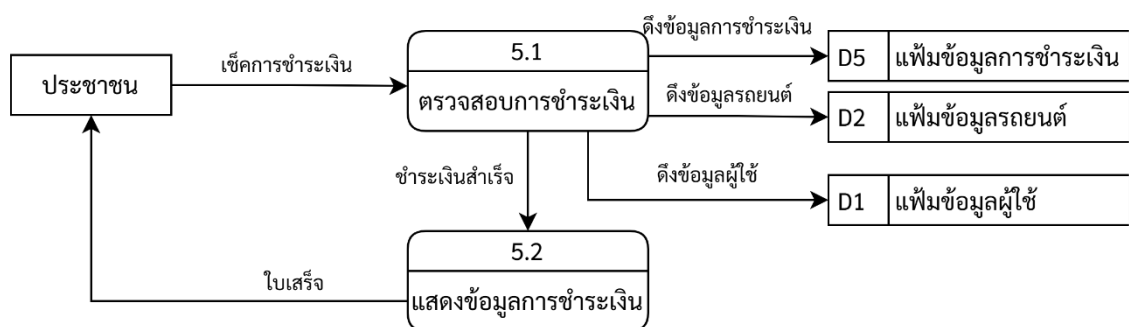 ดึงข้อมูลการชำระเงิน
5.1
D5 แฟ้มข้อมูลการชำระเงิน
เช็คการชำระเงิน
ประชาชน
ตรวจสอบการชำระเงิน
ดึงข้อมูลรถยนต์
D2 แฟ้มข้อมูลรถยนต์
ชำระเงินสำเร็จ
ดึงข้อมูลผู้ใช้
D1 แฟ้มข้อมูลผู้ใช้
5.2
ใบเสร็จ
แสดงข้อมูลการชำระเงิน